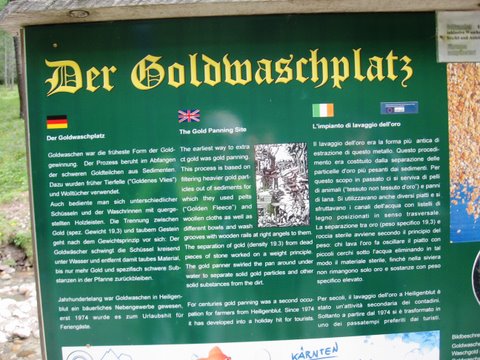 Der Goldwaschplatz
Der Goldwaschplatz
Goldwaschen war die früheste Form der Gold-
gewinnung. Der Prozess beruht im Abfangen
der schweren Goldteilchen aus Sedimenten.
Dazu wurden früher Tierfelle ("Goldenes Vlies")
und Wolltücher verwendet.
Auch bediente man sich unterschiedlicher
Schüsseln und der Waschrinnen mit querge-
stellten Holzleisten. Die Trennung zwischen
Gold (spez. Gewicht 19,3) und taubem Gestein
geht nach dem Gewichtsprinzip vor sich: Der
Goldwäscher schwingt die Schüssel kreisend
unter Wasser und entfernt damit taubes Material,
bis nur mehr Gold und spezifisch schwere Sub-
stanzen in der Pfanne zurückbleiben.
Jahrhundertelang war Goldwaschen in Heiligen-
blut ein bäuerliches Nebengewerbe gewesen,
erst 1974 wurde es zum Urlaubshit für
Feriengäste.
The Gold Panning Site
The earliest way to extra
ct gold was gold panning.
This process is based on
filtering heavier gold par-
ticles out of sediments for
which they used pelts
("Golden Fleece") and
woollen cloths as well as
different bowls and wash
grooves with wooden rails at right angels to them.
The separation of gold (density 19.3) from dead
pieces of stone worked on a weight principle:
The gold panner swirled the pan around under
water to separate solid gold particles and other
solid substances from the dirt.
For centuries gold panning was a second occu-
pation for farmers from Heiligenblut. Since 1974
it has developed into a holiday hit for tourists.
L'impianto di lavaggio dell'oro
Il lavaggio dell'oro era la forma più antica di
estrazione di questo metallo. Questo procedi-
mento era costituito dalla separazione delle
particelle d'oro più pesanti dai sedimenti. Per
questo scopo in passato ci si serviva di pelli
di animali ("tessuto non tessuto d'oro") e panni
di lana. Si utilizzavano anche diversi piatti e si
sfruttavano i canali dell'acqua con listelli di
legno posizionati in senso trasversale.
La separazione tra oro (peso specifico 19,3) e
roccia sterile avviene secondo il principio del
peso: chi lava l'oro fa oscillare il piatto con
piccoli cerchi sotto l'acqua eliminando in tal
modo il materiale sterile, finché nella siviera
non rimangono solo oro e sostanze con peso
specifico elevato.
Per secoli, il lavaggio dell'oro a Heiligenblut è
stato un'attività secondaria dei contadini.
Soltanto a partire dal 1974 si è trasformato in
uno dei passatempi preferiti dai turisti.
KÄRNTEN